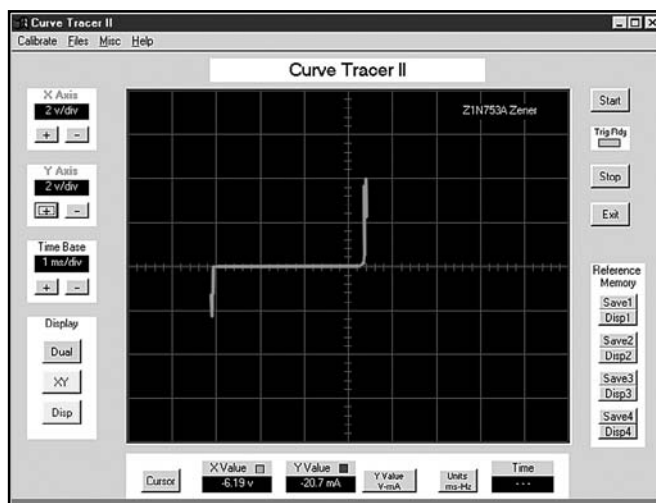 Curve Tracer II
Calibrate Files Misc Help
Curve Tracer II
X Axis
2 v/div
+ -
Y Axis
2 v/div
+ -
Time Base
1 ms/div
+ -
Display
Dual
XY
Disp
Z1N753A Zener
Start
Trig Rdy
Stop
Exit
Reference
Memory
Save1
Disp1
Save2
Disp2
Save3
Disp3
Save4
Disp4
Cursor
X Value
-6.19 v
Y Value
-20.7 mA
Y Value
V-mA
Units
ms-Hz
Time
---